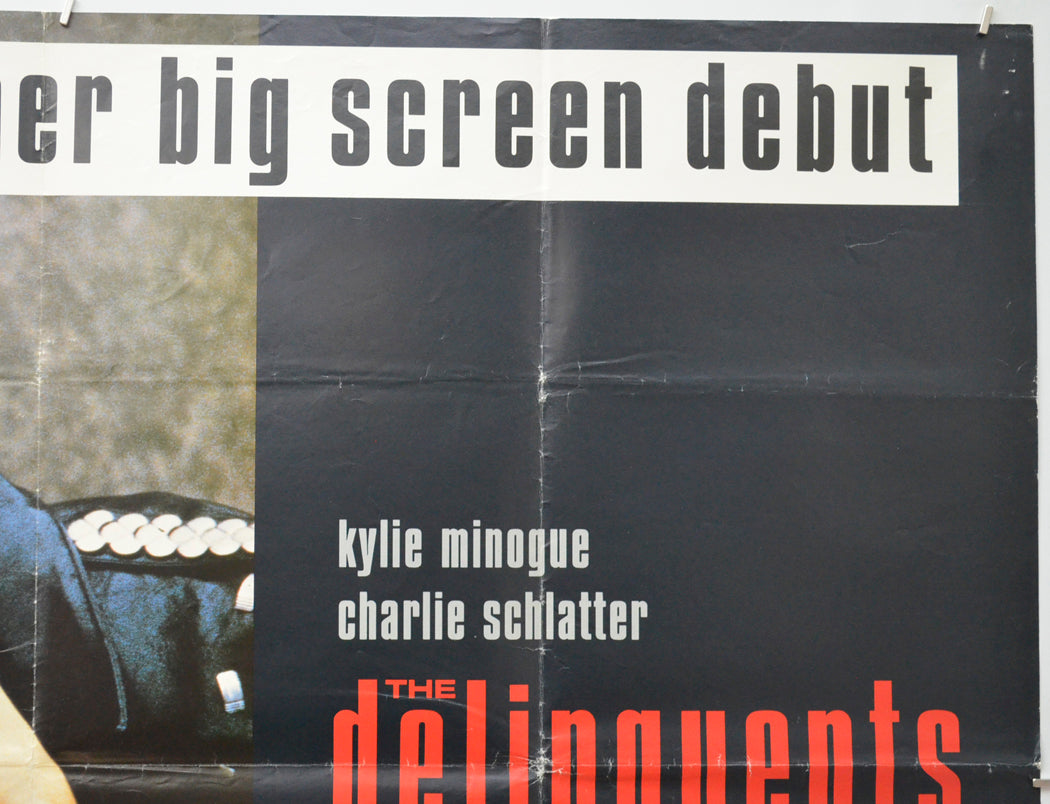 her big screen debut
kylie minogue
charlie schlatter
THE
delinquents